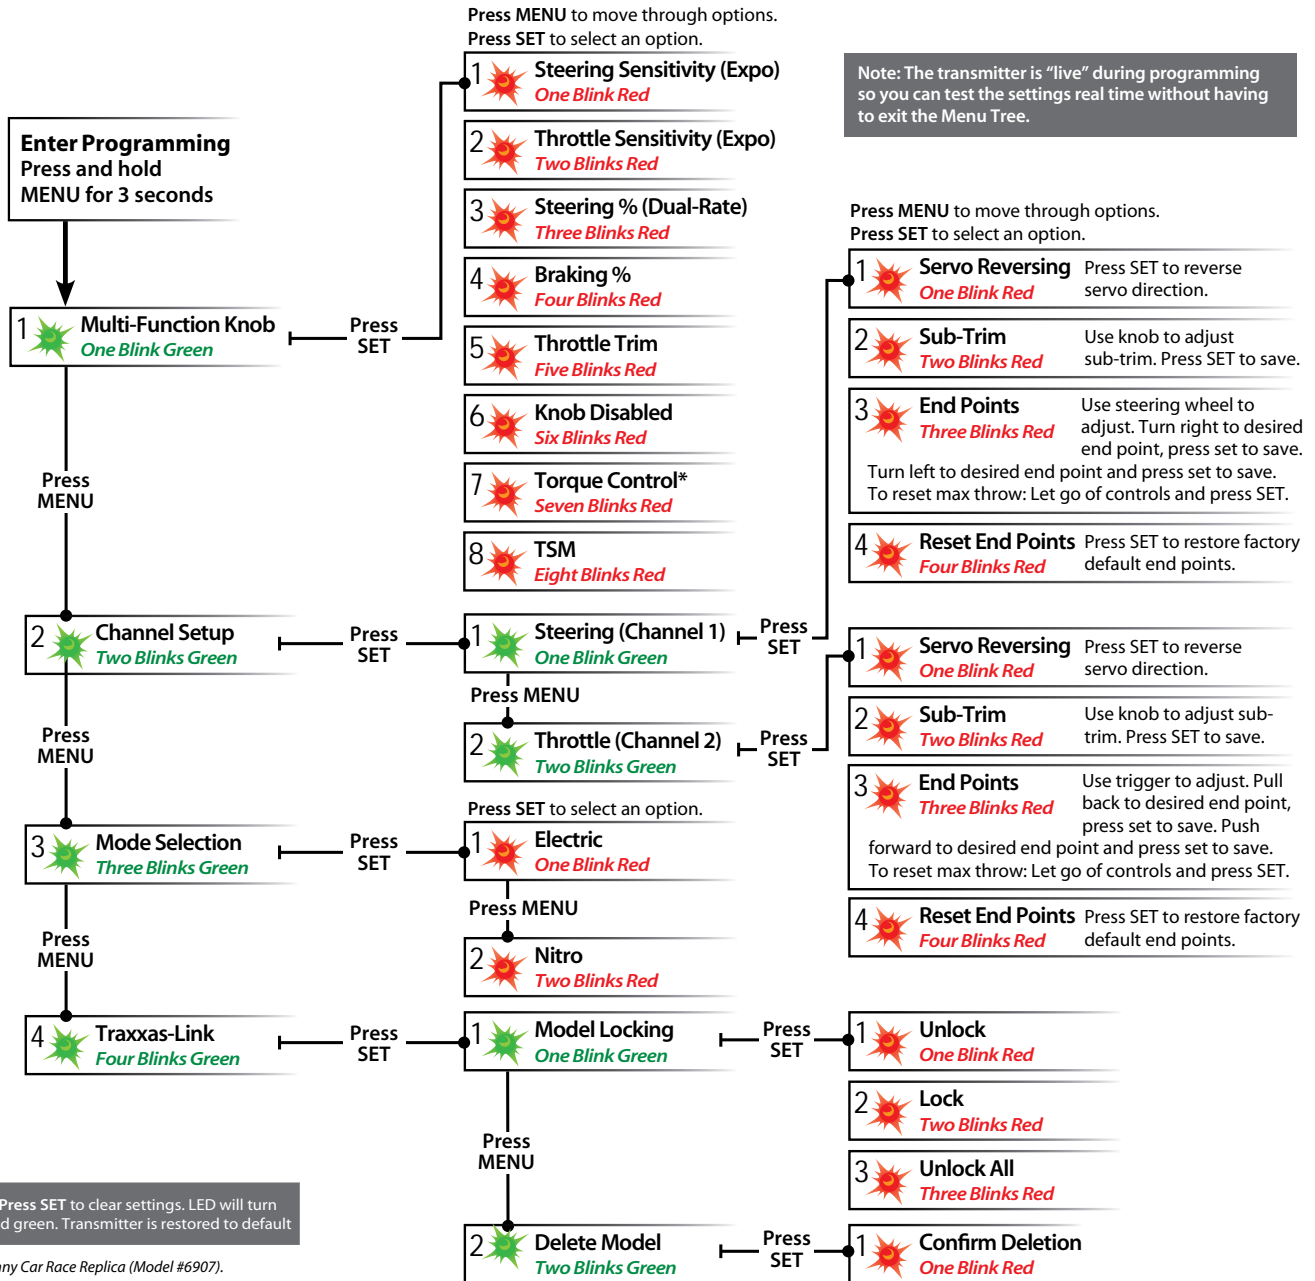 Press MENU to move through options.
Press SET to select an option.
1 Steering Sensitivity (Expo)
One Blink Red
2 Throttle Sensitivity (Expo)
Two Blinks Red
3 Steering % (Dual-Rate)
Three Blinks Red
4 Braking %
Four Blinks Red
5 Throttle Trim
Five Blinks Red
6 Knob Disabled
Six Blinks Red
7 Torque Control*
Seven Blinks Red
8 TSM
Eight Blinks Red
Note: The transmitter is “live” during programming
so you can test the settings real time without having
to exit the Menu Tree.
Enter Programming
Press and hold
MENU for 3 seconds
1 Multi-Function Knob
One Blink Green
Press
SET
Press
MENU
2 Channel Setup
Two Blinks Green
Press
SET
1 Steering (Channel 1)
One Blink Green
Press
SET
Press MENU
2 Throttle (Channel 2)
Two Blinks Green
Press
SET
Press MENU to move through options.
Press SET to select an option.
1 Servo Reversing
One Blink Red
Press SET to reverse
servo direction.
2 Sub-Trim
Two Blinks Red
Use knob to adjust
sub-trim. Press SET to save.
3 End Points
Three Blinks Red
Use steering wheel to
adjust. Turn right to desired
end point, press set to save.
Turn left to desired end point and press set to save.
To reset max throw: Let go of controls and press SET.
4 Reset End Points
Four Blinks Red
Press SET to restore factory
default end points.
1 Servo Reversing
One Blink Red
Press SET to reverse
servo direction.
2 Sub-Trim
Two Blinks Red
Use knob to adjust sub-
trim. Press SET to save.
3 End Points
Three Blinks Red
Use trigger to adjust. Pull
back to desired end point,
press set to save. Push
forward to desired end point and press set to save.
To reset max throw: Let go of controls and press SET.
4 Reset End Points
Four Blinks Red
Press SET to restore factory
default end points.
Press
MENU
3 Mode Selection
Three Blinks Green
Press
SET
Press SET to select an option.
1 Electric
One Blink Red
Press MENU
2 Nitro
Two Blinks Red
Press
MENU
4 Traxxas-Link
Four Blinks Green
Press
SET
1 Model Locking
One Blink Green
Press
SET
1 Unlock
One Blink Red
2 Lock
Two Blinks Red
3 Unlock All
Three Blinks Red
Press
MENU
2 Delete Model
Two Blinks Green
Press
SET
1 Confirm Deletion
One Blink Red
Press SET to clear settings. LED will turn
d green. Transmitter is restored to default
nny Car Race Replica (Model #6907).